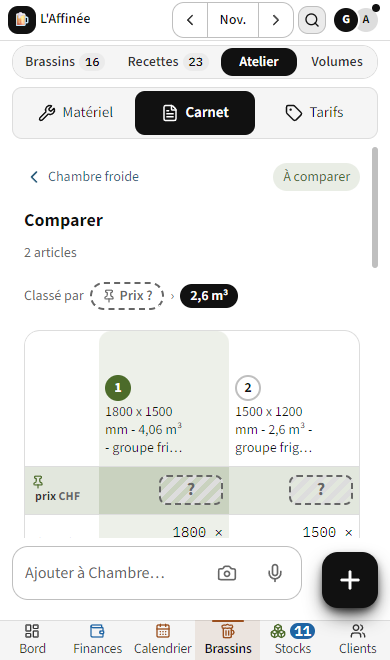 L'Affinée
Nov.
G
A
Brassins 16
Recettes 23
Atelier
Volumes
Matériel
Carnet
Tarifs
Chambre froide
À comparer
Comparer
2 articles
Classé par
Prix ?
›
2,6 m³
1
1800 x 1500
mm - 4,06 m³
- groupe fri…
2
1500 x 1200
mm - 2,6 m³ -
groupe frig…
prix CHF
?
?
1800 ×
1500 ×
Ajouter à Chambre…
Bord
Finances
Calendrier
Brassins
11
Stocks
Clients